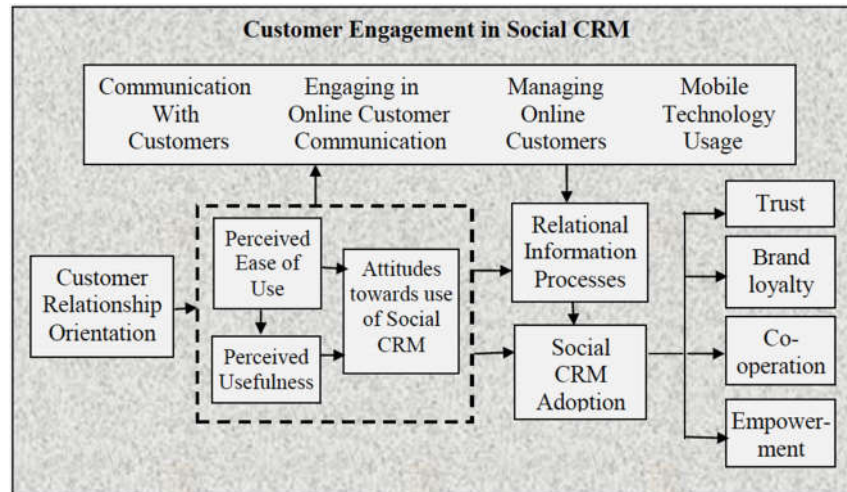 Customer Engagement in Social CRM
Communication
With
Customers
Engaging in
Online Customer
Communication
Managing
Online
Customers
Mobile
Technology
Usage
Customer
Relationship
Orientation
Perceived
Ease of
Use
Perceived
Usefulness
Attitudes
towards use
of Social
CRM
Relational
Information
Processes
Social
CRM
Adoption
Trust
Brand
loyalty
Co-
operation
Empower-
ment